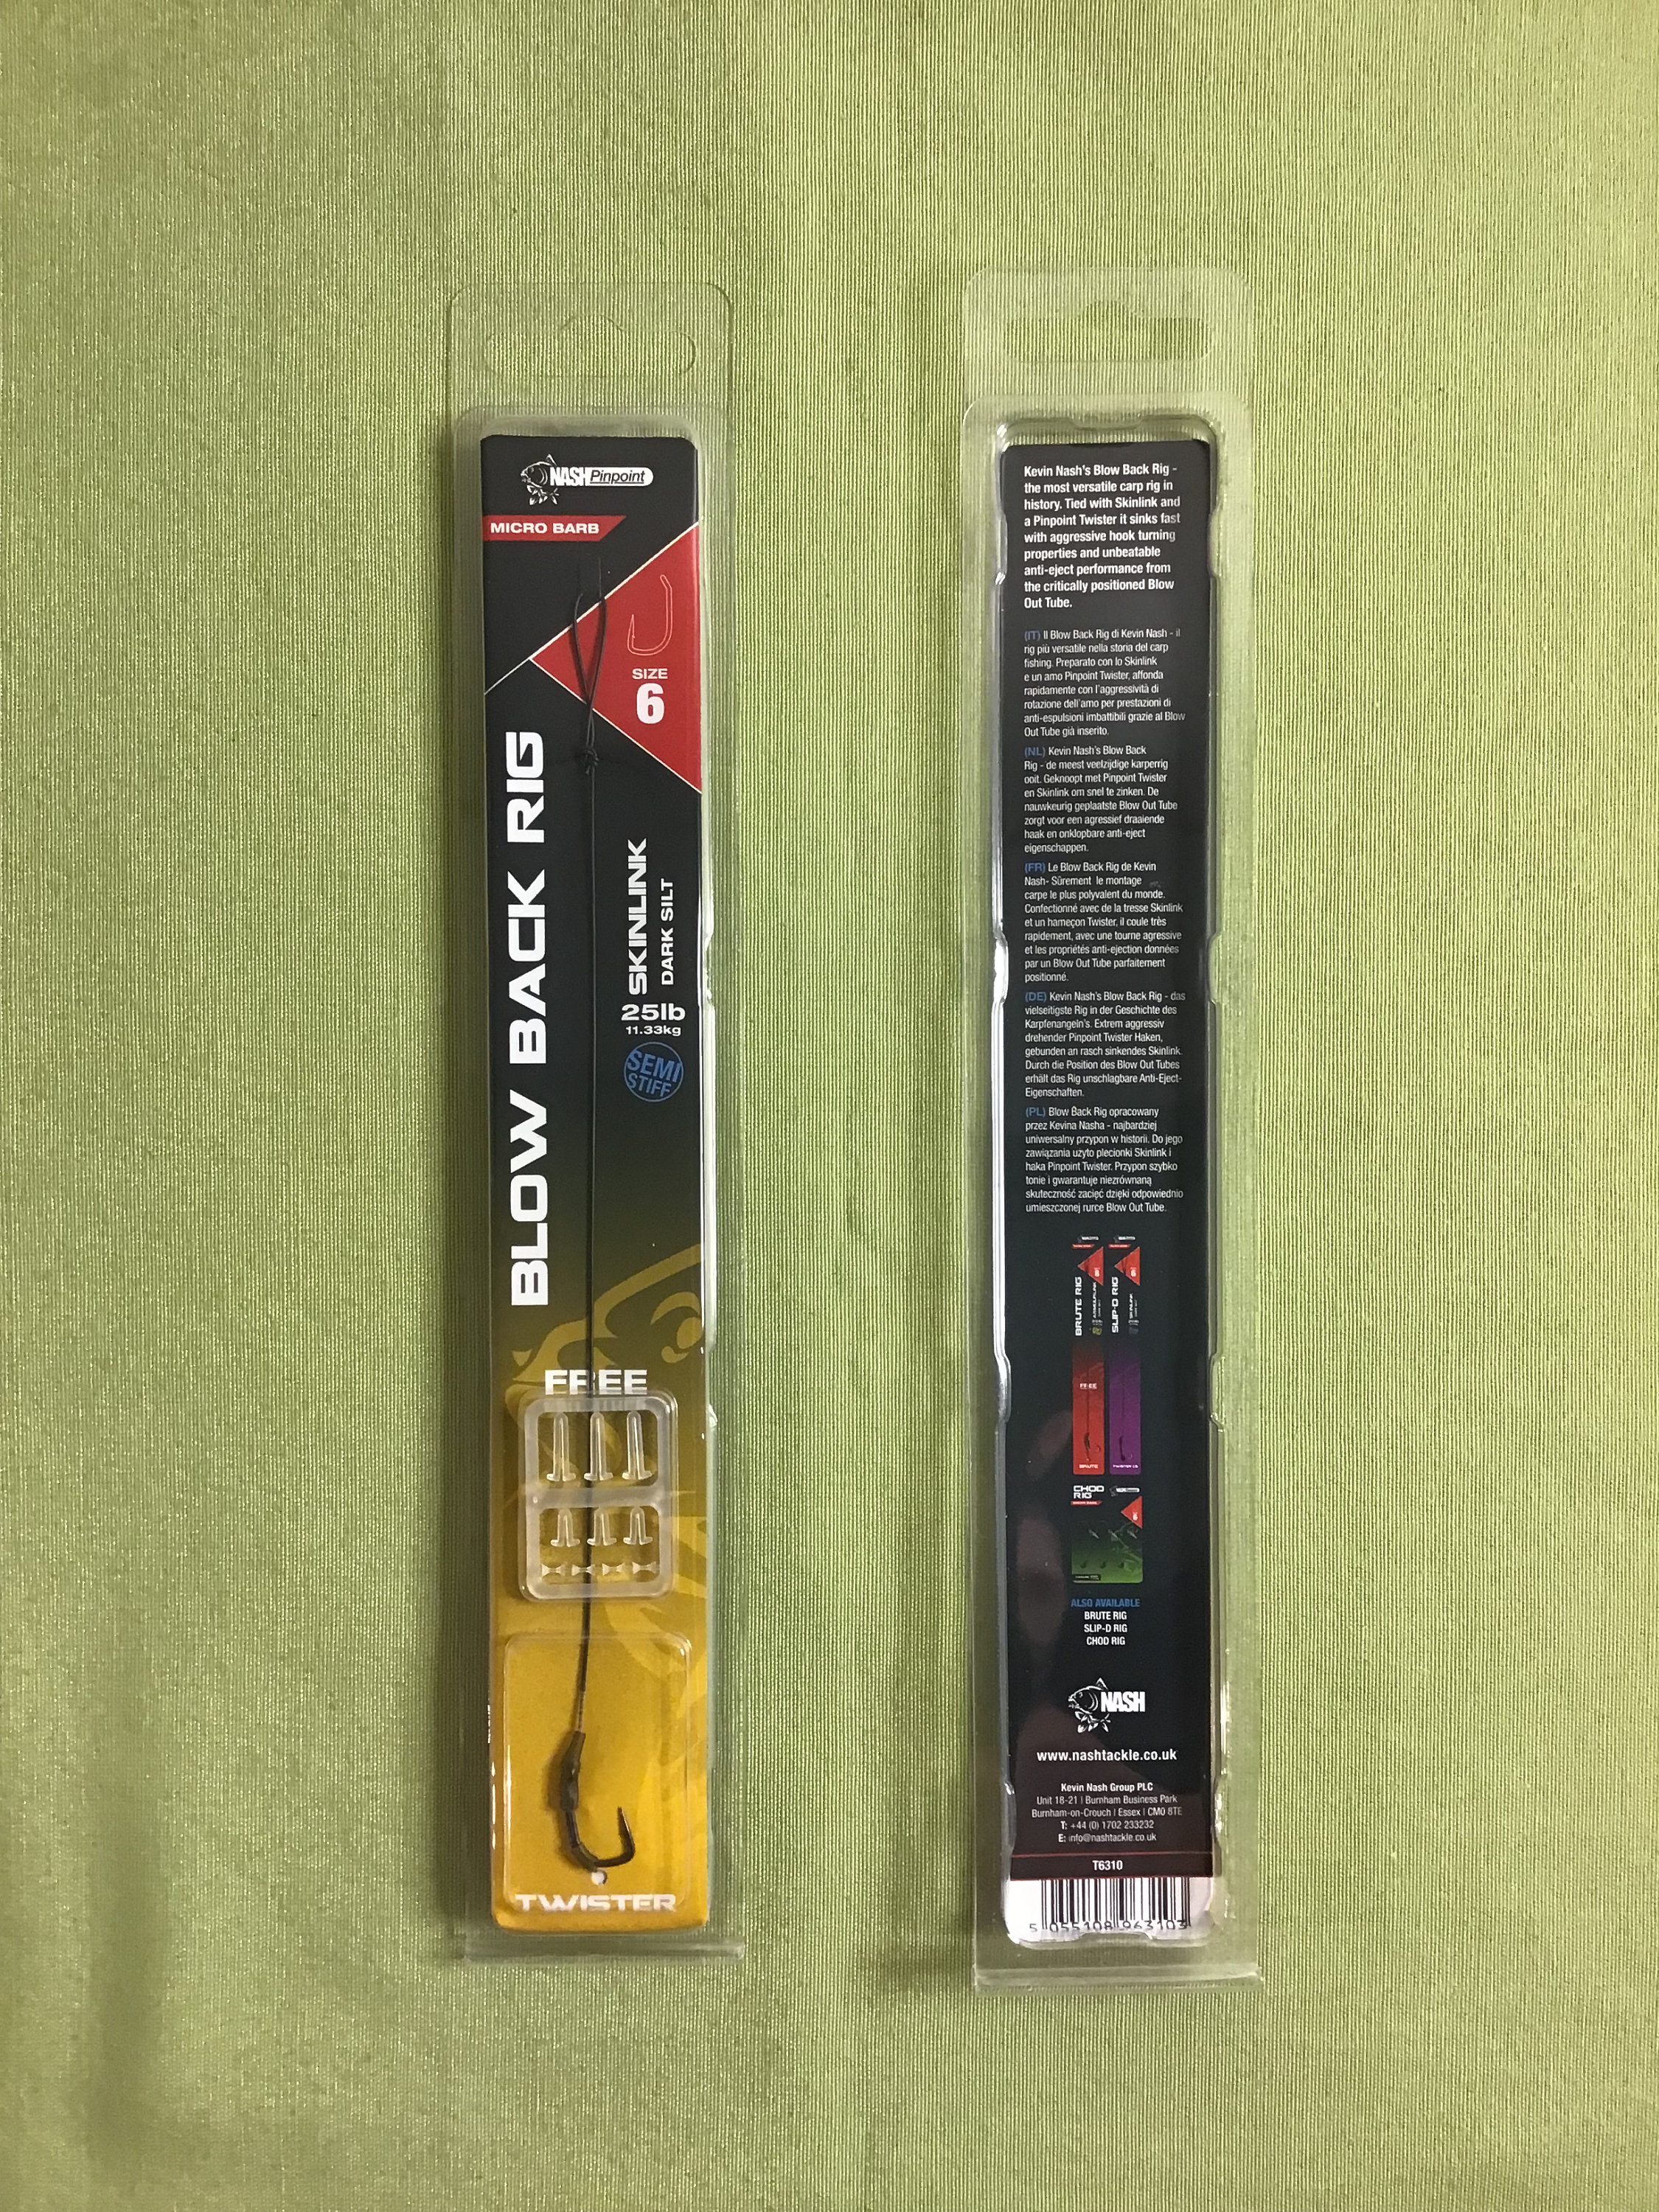 NASH Pinpoint
MICRO BARB
SIZE
6
BLOW BACK RIG
SKINLINK
DARK SILT
25lb
11.33kg
SEMI
STIFF
FREE
TWISTER
Kevin Nash's Blow Back Rig -
the most versatile carp rig in
history. Tied with Skinlink and
a Pinpoint Twister it sinks fast
with aggressive hook turning
properties and unbeatable
anti-eject performance from
the critically positioned Blow
Out Tube.
(IT) Il Blow Back Rig di Kevin Nash - il
rig più versatile nella storia del carp
fishing. Preparato con lo Skinlink
e un amo Pinpoint Twister, affonda
rapidamente con l'aggressività di
rotazione dell'amo per prestazioni di
anti-espulsioni imbattibili grazie al Blow
Out Tube già inserito.
(NL) Kevin Nash's Blow Back
Rig - de meest veelzijdige karperrig
ooit. Geknoopt met Pinpoint Twister
en Skinlink om snel te zinken. De
nauwkeurig geplaatste Blow Out Tube
zorgt voor een agressief draaiende
haak en onklopbare anti-eject
eigenschappen.
(FR) Le Blow Back Rig de Kevin
Nash- Sûrement le montage
carpe le plus polyvalent du monde.
Confectionné avec de la tresse Skinlink
et un hameçon Twister, il coule très
rapidement, avec une tourne agressive
et les propriétés anti-ejection données
par un Blow Out Tube parfaitement
positionné.
(DE) Kevin Nash's Blow Back Rig - das
vielseitigste Rig in der Geschichte des
Karpfenangeln's. Extrem aggressiv
drehender Pinpoint Twister Haken,
gebunden an rasch sinkendes Skinlink.
Durch die Position des Blow Out Tubes
erhält das Rig unschlagbare Anti-Eject-
Eigenschaften.
(PL) Blow Back Rig opracowany
przez Kevina Nasha - najbardziej
uniwersalny przypon w historii. Do jego
zawiązania użyto plecionki Skinlink i
haka Pinpoint Twister. Przypon szybko
tonie i gwarantuje niezrównaną
skuteczność zacięć dzięki odpowiednio
umieszczonej rurce Blow Out Tube.
BRUTE RIG
SLIP-D RIG
FREE
BRUTE
CHOD
RIG
6
ALSO AVAILABLE
BRUTE RIG
SLIP-D RIG
CHOD RIG
NASH
www.nashtackle.co.uk
Kevin Nash Group PLC
Unit 18-21 | Burnham Business Park
Burnham-on-Crouch | Essex | CM0 8TE
T: +44 (0) 1702 233232
E: info@nashtackle.co.uk
T6310
5 055108 963103